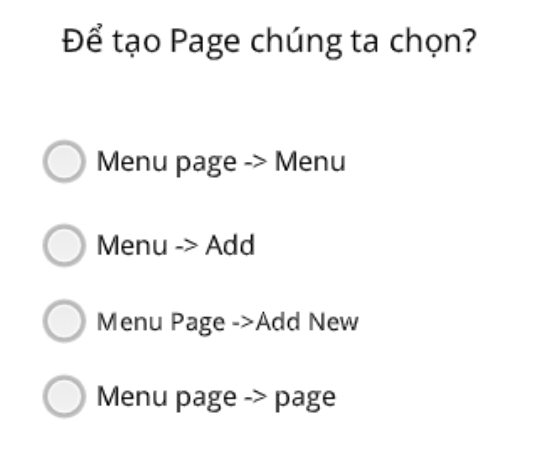 Để tạo Page chúng ta chọn?
Menu page -> Menu
Menu -> Add
Menu Page ->Add New
Menu page -> page